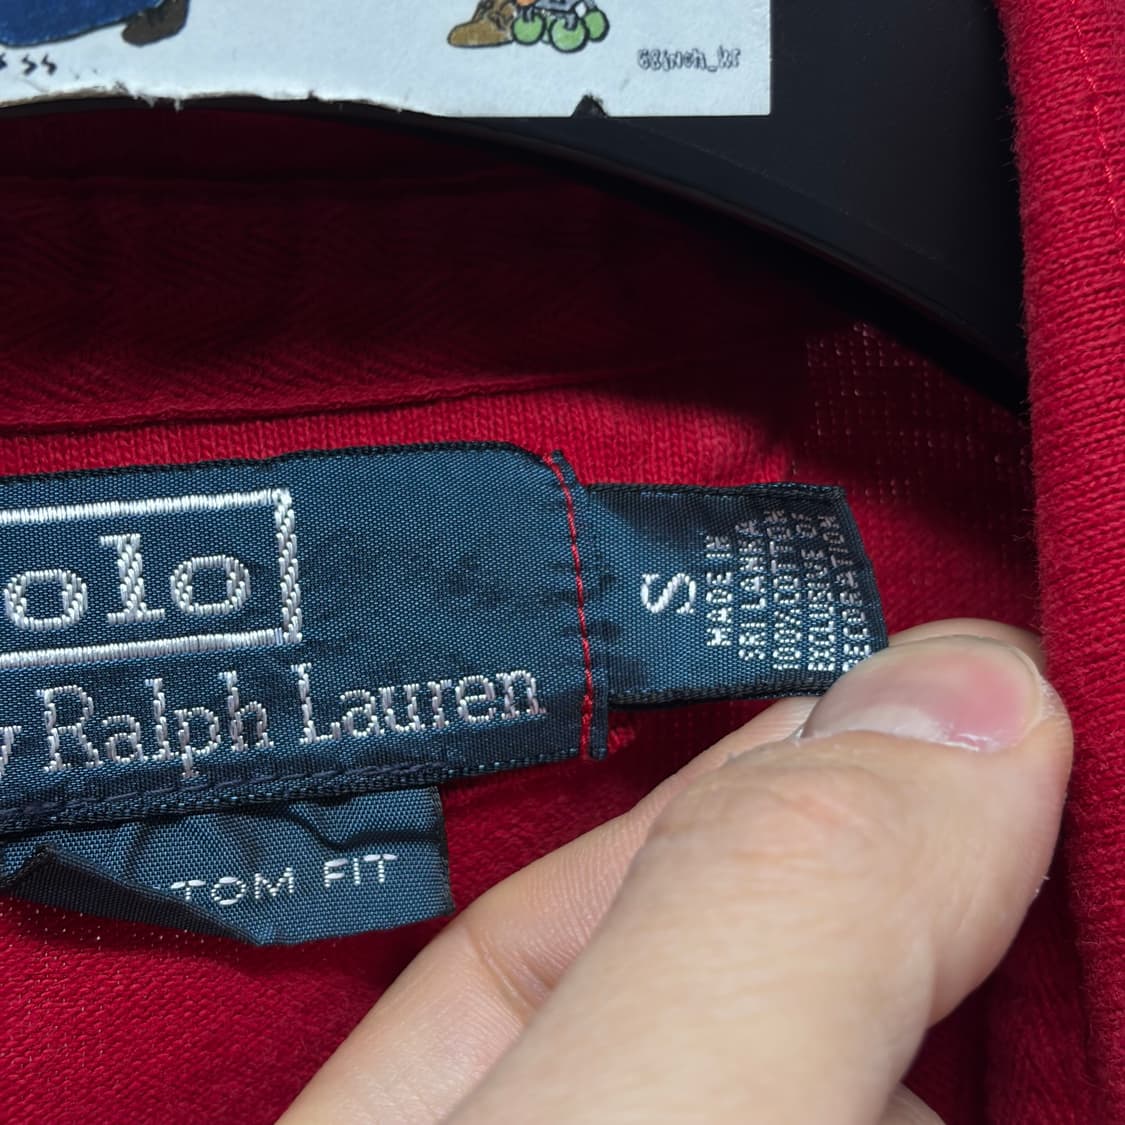 olo
y Ralph Lauren
TOM FIT
S
MADE IN
SRI LANKA
100% COTTON
EXCLUSIVE OF
DECORATION